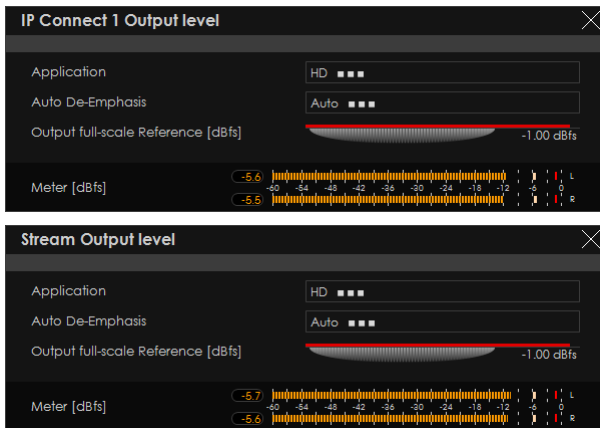 IP Connect 1 Output level
Application HD
Auto De-Emphasis Auto
Output full-scale Reference [dBfs] -1.00 dBfs
-5.6 L
Meter [dBfs] -60 -54 -48 -42 -36 -30 -24 -18 -12 -6 0
-5.5 R
Stream Output level
Application HD
Auto De-Emphasis Auto
Output full-scale Reference [dBfs] -1.00 dBfs
-5.7 L
Meter [dBfs] -60 -54 -48 -42 -36 -30 -24 -18 -12 -6 0
-5.6 R